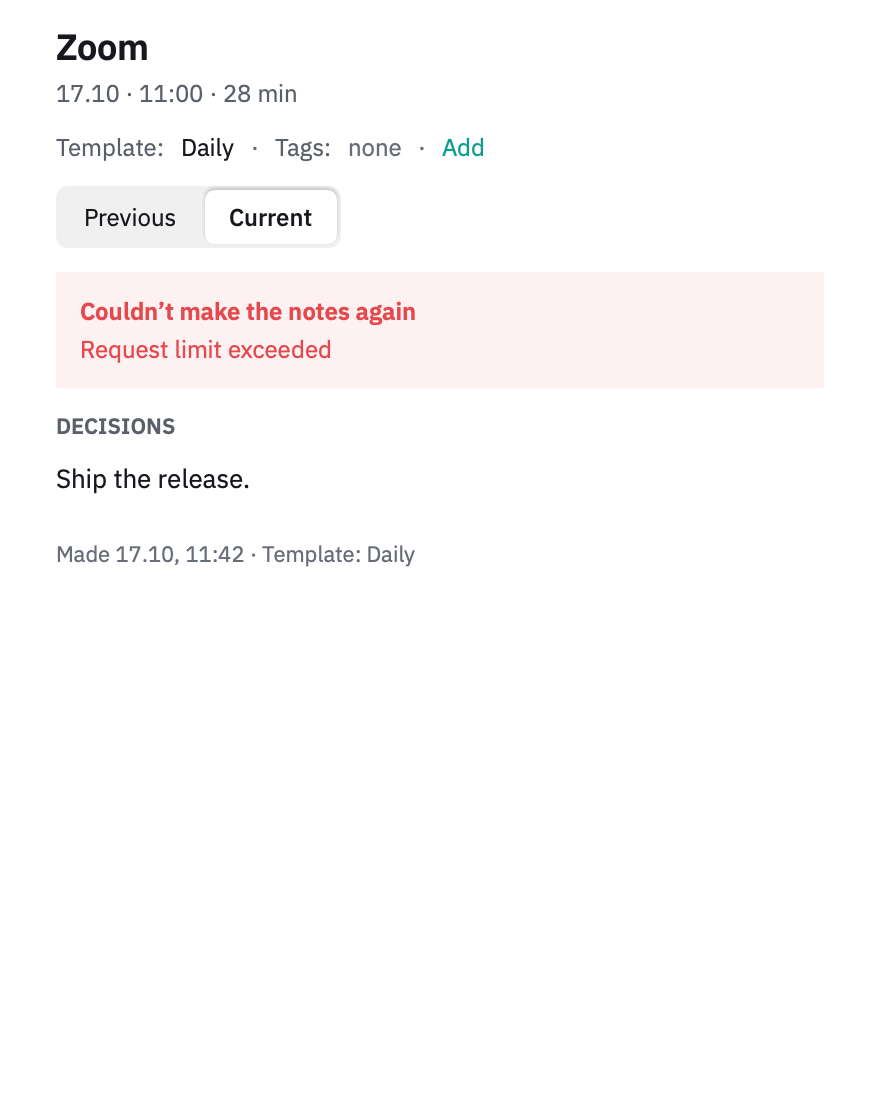 Zoom
17.10 · 11:00 · 28 min
Template: Daily · Tags: none · Add
Previous Current
Couldn’t make the notes again
Request limit exceeded
DECISIONS
Ship the release.
Made 17.10, 11:42 · Template: Daily